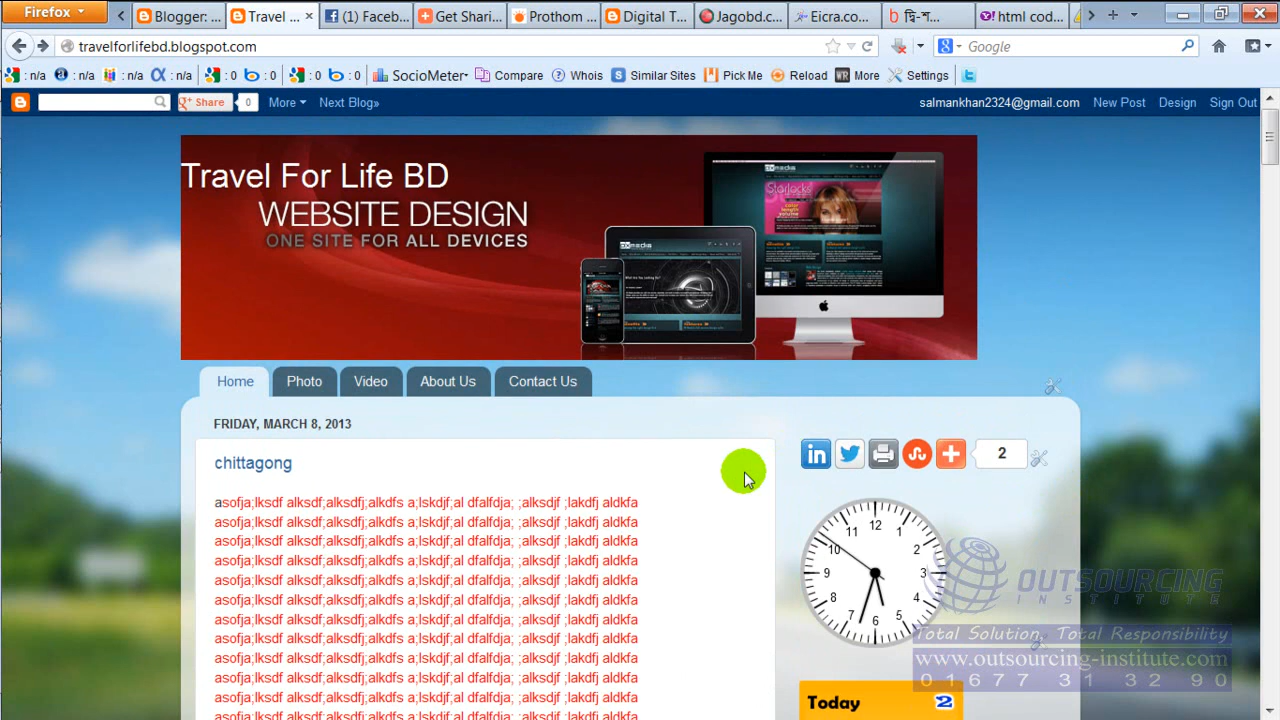 Firefox
Blogger: ...
Travel ...
(1) Faceb...
Get Shari...
Prothom ...
Digital T...
Jagobd.c...
Eicra.co...
দ্বি-শ...
html cod...
travelforlifebd.blogspot.com
Google
: n/a : n/a : n/a : n/a : 0 : 0 : 0 : 0 SocioMeter Compare Whois Similar Sites Pick Me Reload More Settings
Share 0 More Next Blog» salmankhan2324@gmail.com New Post Design Sign Out
Travel For Life BD
WEBSITE DESIGN
ONE SITE FOR ALL DEVICES
Home Photo Video About Us Contact Us
FRIDAY, MARCH 8, 2013
2
chittagong
asofja;lksdf alksdf;alksdfj;alkdfs a;lskdjf;al dfalfdja; ;alksdjf ;lakdfj aldkfa
asofja;lksdf alksdf;alksdfj;alkdfs a;lskdjf;al dfalfdja; ;alksdjf ;lakdfj aldkfa
asofja;lksdf alksdf;alksdfj;alkdfs a;lskdjf;al dfalfdja; ;alksdjf ;lakdfj aldkfa
asofja;lksdf alksdf;alksdfj;alkdfs a;lskdjf;al dfalfdja; ;alksdjf ;lakdfj aldkfa
asofja;lksdf alksdf;alksdfj;alkdfs a;lskdjf;al dfalfdja; ;alksdjf ;lakdfj aldkfa
asofja;lksdf alksdf;alksdfj;alkdfs a;lskdjf;al dfalfdja; ;alksdjf ;lakdfj aldkfa
asofja;lksdf alksdf;alksdfj;alkdfs a;lskdjf;al dfalfdja; ;alksdjf ;lakdfj aldkfa
asofja;lksdf alksdf;alksdfj;alkdfs a;lskdjf;al dfalfdja; ;alksdjf ;lakdfj aldkfa
asofja;lksdf alksdf;alksdfj;alkdfs a;lskdjf;al dfalfdja; ;alksdjf ;lakdfj aldkfa
asofja;lksdf alksdf;alksdfj;alkdfs a;lskdjf;al dfalfdja; ;alksdjf ;lakdfj aldkfa
asofja;lksdf alksdf;alksdfj;alkdfs a;lskdjf;al dfalfdja; ;alksdjf ;lakdfj aldkfa
asofja;lksdf alksdf;alksdfj;alkdfs a;lskdjf;al dfalfdja; ;alksdjf ;lakdfj aldkfa
12
1
2
3
4
5
6
7
8
9
10
11
OUTSOURCING
INSTITUTE
Total Solution, Total Responsibility
www.outsourcing-institute.com
01677 31 32 90
Today 2